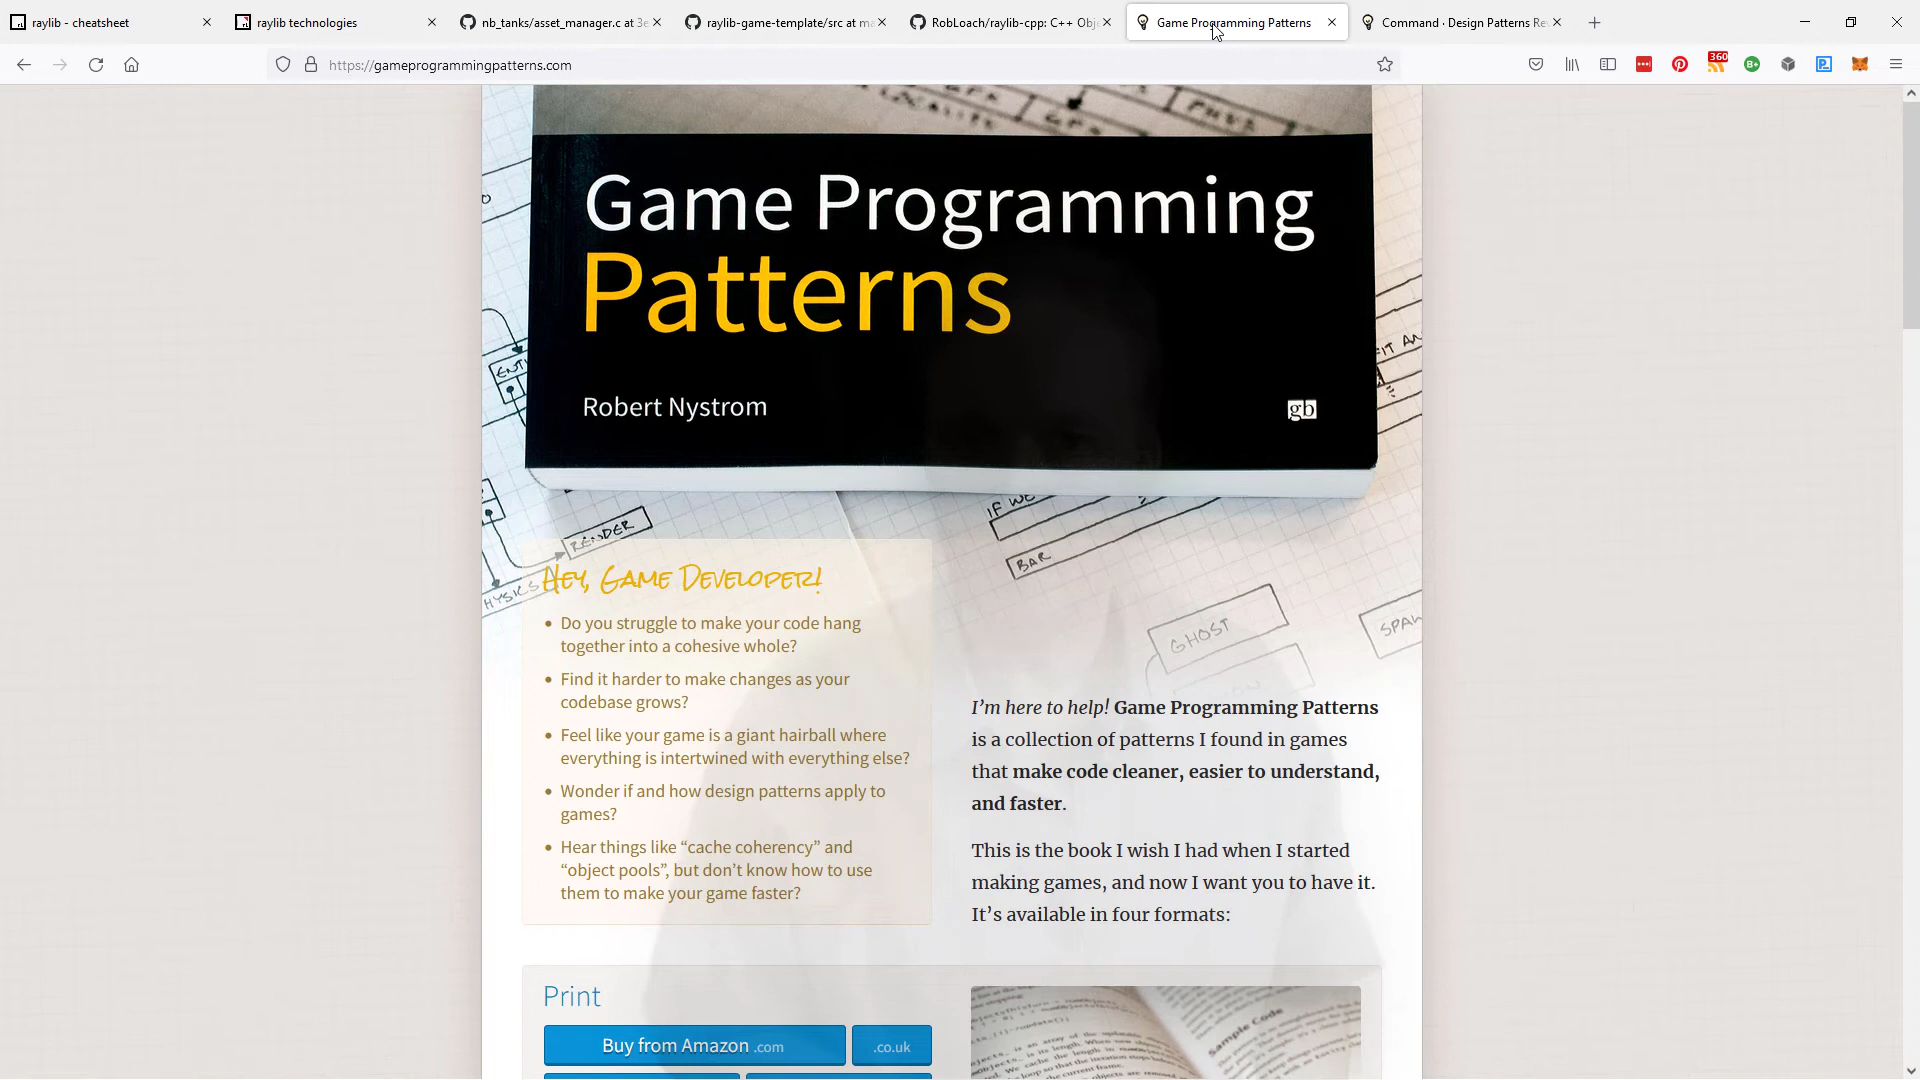 raylib - cheatsheet
raylib technologies
nb_tanks/asset_manager.c at 3e
raylib-game-template/src at ma
RobLoach/raylib-cpp: C++ Obj
Game Programming Patterns
Command · Design Patterns Re
https://gameprogrammingpatterns.com
360
LOCALITY
GFX
PHYS
Game Programming
Patterns
Robert Nystrom
gb
RENDER
BAR
GHOST
Hey, Game Developer!
• Do you struggle to make your code hang
together into a cohesive whole?
• Find it harder to make changes as your
codebase grows?
• Feel like your game is a giant hairball where
everything is intertwined with everything else?
• Wonder if and how design patterns apply to
games?
• Hear things like “cache coherency” and
“object pools”, but don’t know how to use
them to make your game faster?
I’m here to help! Game Programming Patterns
is a collection of patterns I found in games
that make code cleaner, easier to understand,
and faster.
This is the book I wish I had when I started
making games, and now I want you to have it.
It’s available in four formats:
Print
Buy from Amazon .com
.co.uk
Sample Code